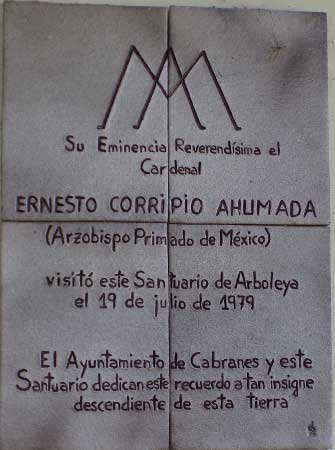 Su Eminencia Reverendísima el
Cardenal
ERNESTO CORRIPIO AHUMADA
(Arzobispo Primado de México)
visitó este Santuario de Arboleya
el 19 de julio de 1979
El Ayuntamiento de Cabranes y este
Santuario dedican este recuerdo a tan insigne
descendiente de esta tierra